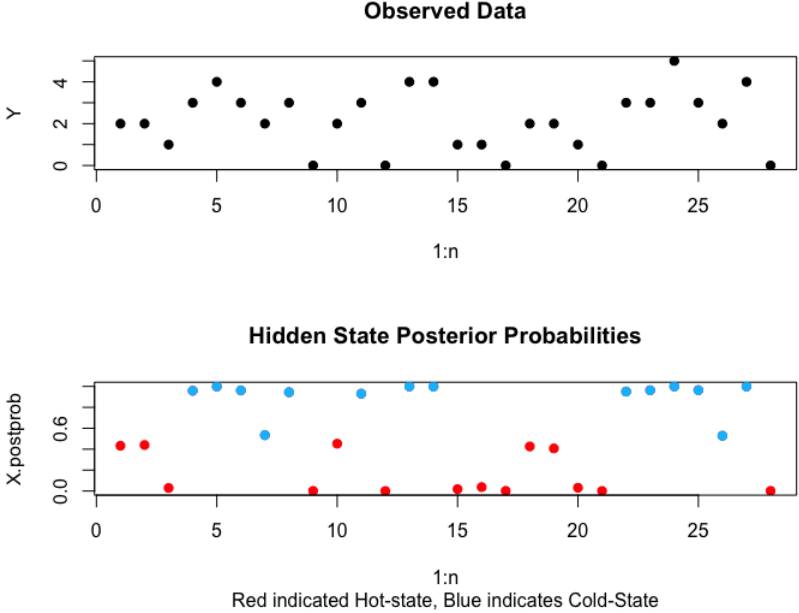 Observed Data
Y
0 2 4
0 5 10 15 20 25
1:n
Hidden State Posterior Probabilities
X.postprob
0.0 0.6
0 5 10 15 20 25
1:n
Red indicated Hot-state, Blue indicates Cold-State